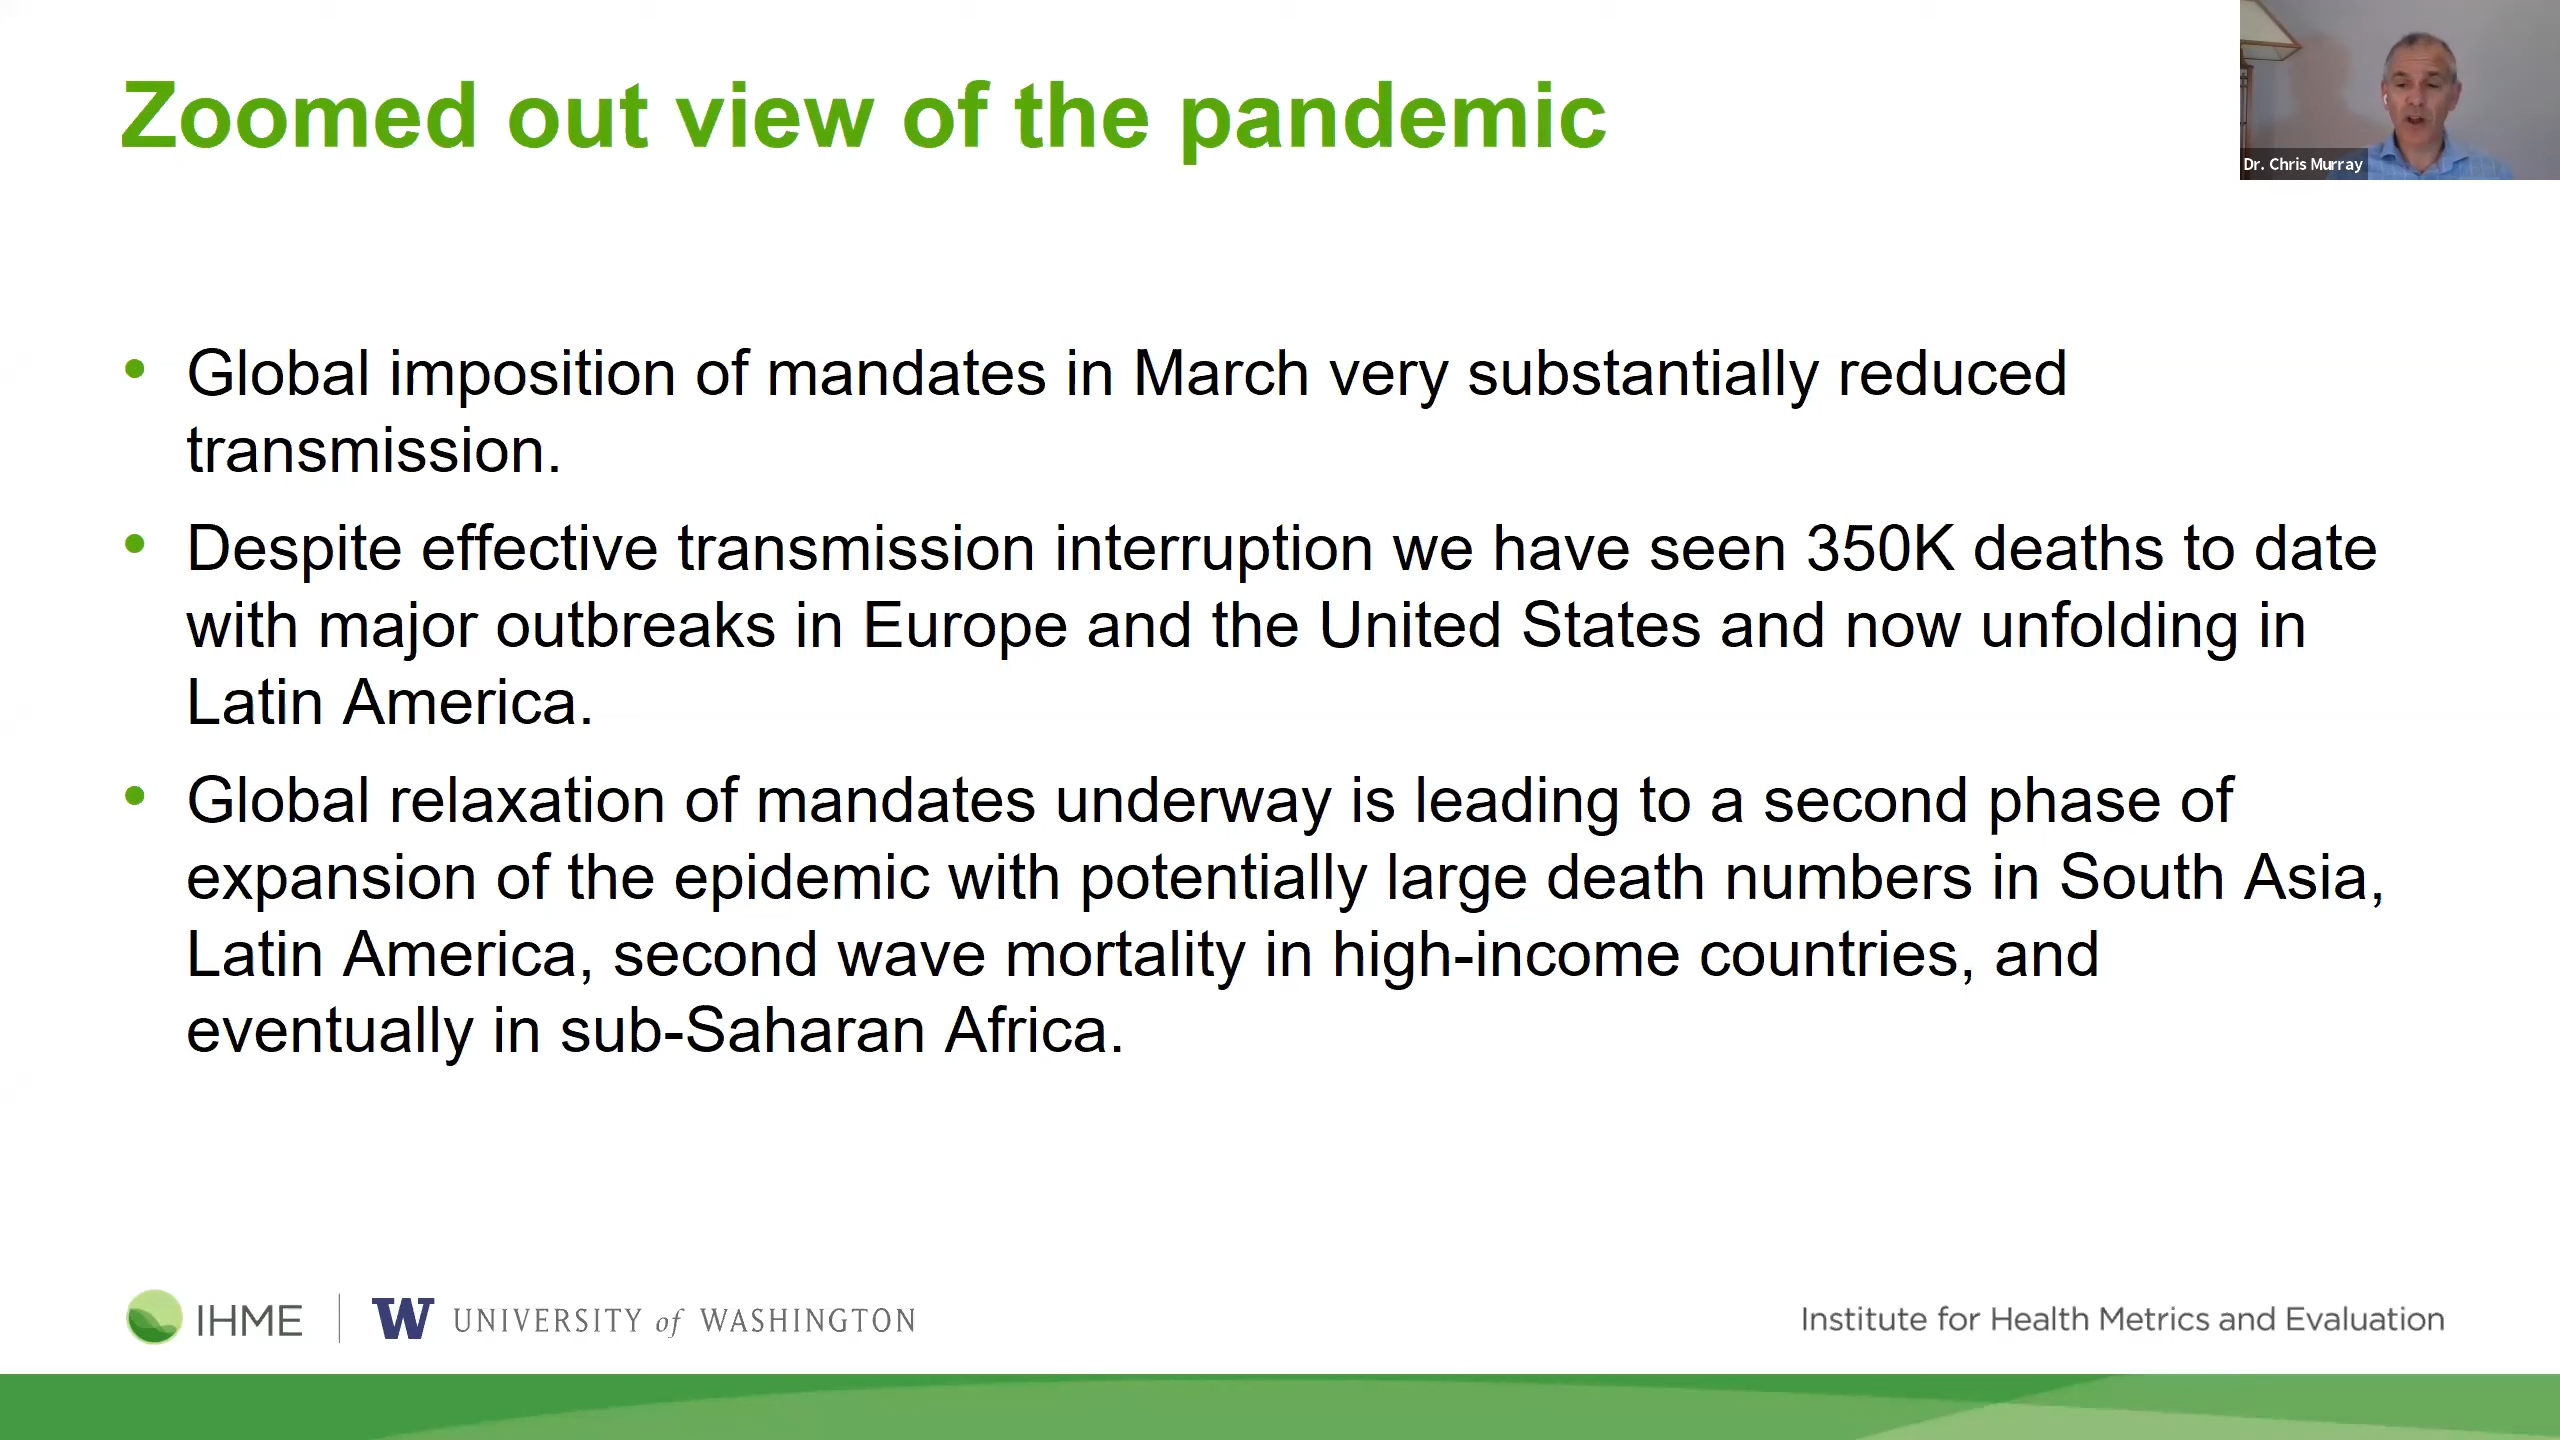 Zoomed out view of the pandemic
Dr. Chris Murray
• Global imposition of mandates in March very substantially reduced
transmission.
• Despite effective transmission interruption we have seen 350K deaths to date
with major outbreaks in Europe and the United States and now unfolding in
Latin America.
• Global relaxation of mandates underway is leading to a second phase of
expansion of the epidemic with potentially large death numbers in South Asia,
Latin America, second wave mortality in high-income countries, and
eventually in sub-Saharan Africa.
IHME
W UNIVERSITY of WASHINGTON
Institute for Health Metrics and Evaluation